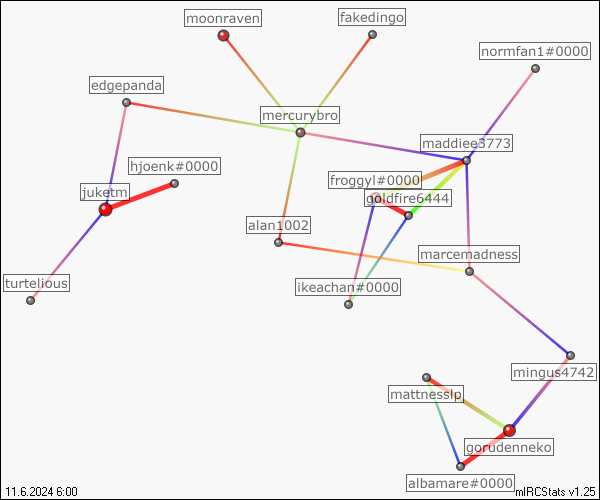 moonraven
fakedingo
normfan1#0000
edgepanda
mercurybro
maddiee3773
hjoenk#0000
froggyl#0000
juketm
goldfire6444
alan1002
marcemadness
turtelious
ikeachan#0000
mingus4742
mattnesslp
gorudenneko
albamare#0000
11.6.2024 6:00
mIRCStats v1.25